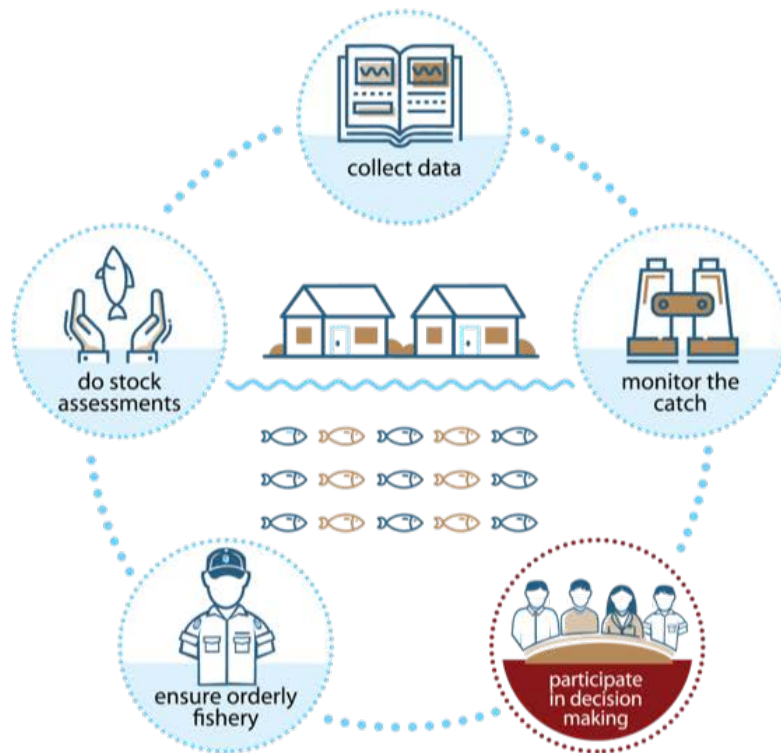 collect data
do stock
assessments
monitor the
catch
ensure orderly
fishery
participate
in decision
making